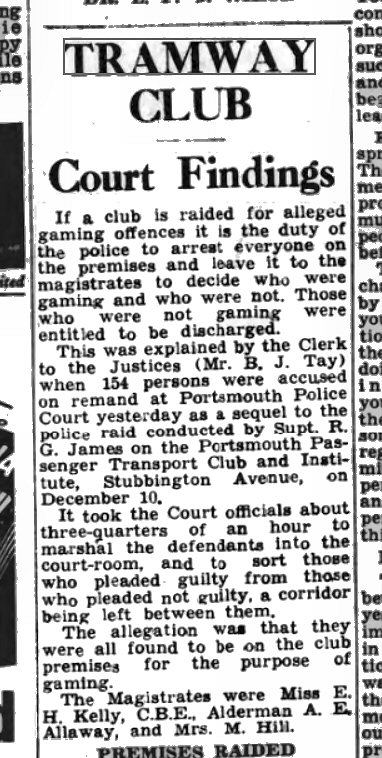 TRAMWAY
CLUB
Court Findings
If a club is raided for alleged
gaming offences it is the duty of
the police to arrest everyone on
the premises and leave it to the
magistrates to decide who were
gaming and who were not. Those
who were not gaming were
entitled to be discharged.
This was explained by the Clerk
to the Justices (Mr. B. J. Tay)
when 154 persons were accused
on remand at Portsmouth Police
Court yesterday as a sequel to the
police raid conducted by Supt. R.
G. James on the Portsmouth Pas-
senger Transport Club and Insti-
tute, Stubbington Avenue, on
December 10.
It took the Court officials about
three-quarters of an hour to
marshal the defendants into the
court-room, and to sort those
who pleaded guilty from those
who pleaded not guilty, a corridor
being left between them.
The allegation was that they
were all found to be on the club
premises for the purpose of
gaming.
The Magistrates were Miss E.
H. Kelly, C.B.E., Alderman A. E.
Allaway, and Mrs. M. Hill.
PREMISES RAIDED